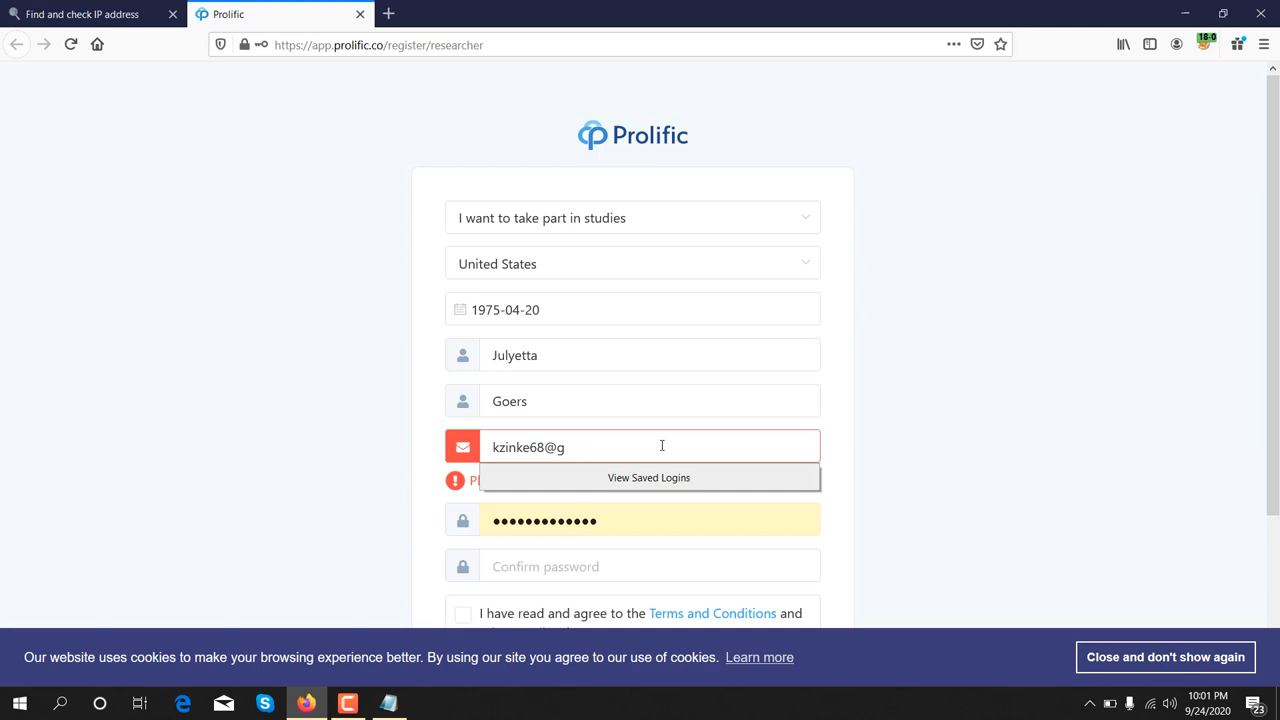 Find and check IP address
Prolific
https://app.prolific.co/register/researcher
18-0
Prolific
I want to take part in studies
United States
1975-04-20
Julyetta
Goers
kzinke68@g
View Saved Logins
Confirm password
I have read and agree to the Terms and Conditions and
Our website uses cookies to make your browsing experience better. By using our site you agree to our use of cookies. Learn more
Close and don't show again
10:01 PM
9/24/2020
23